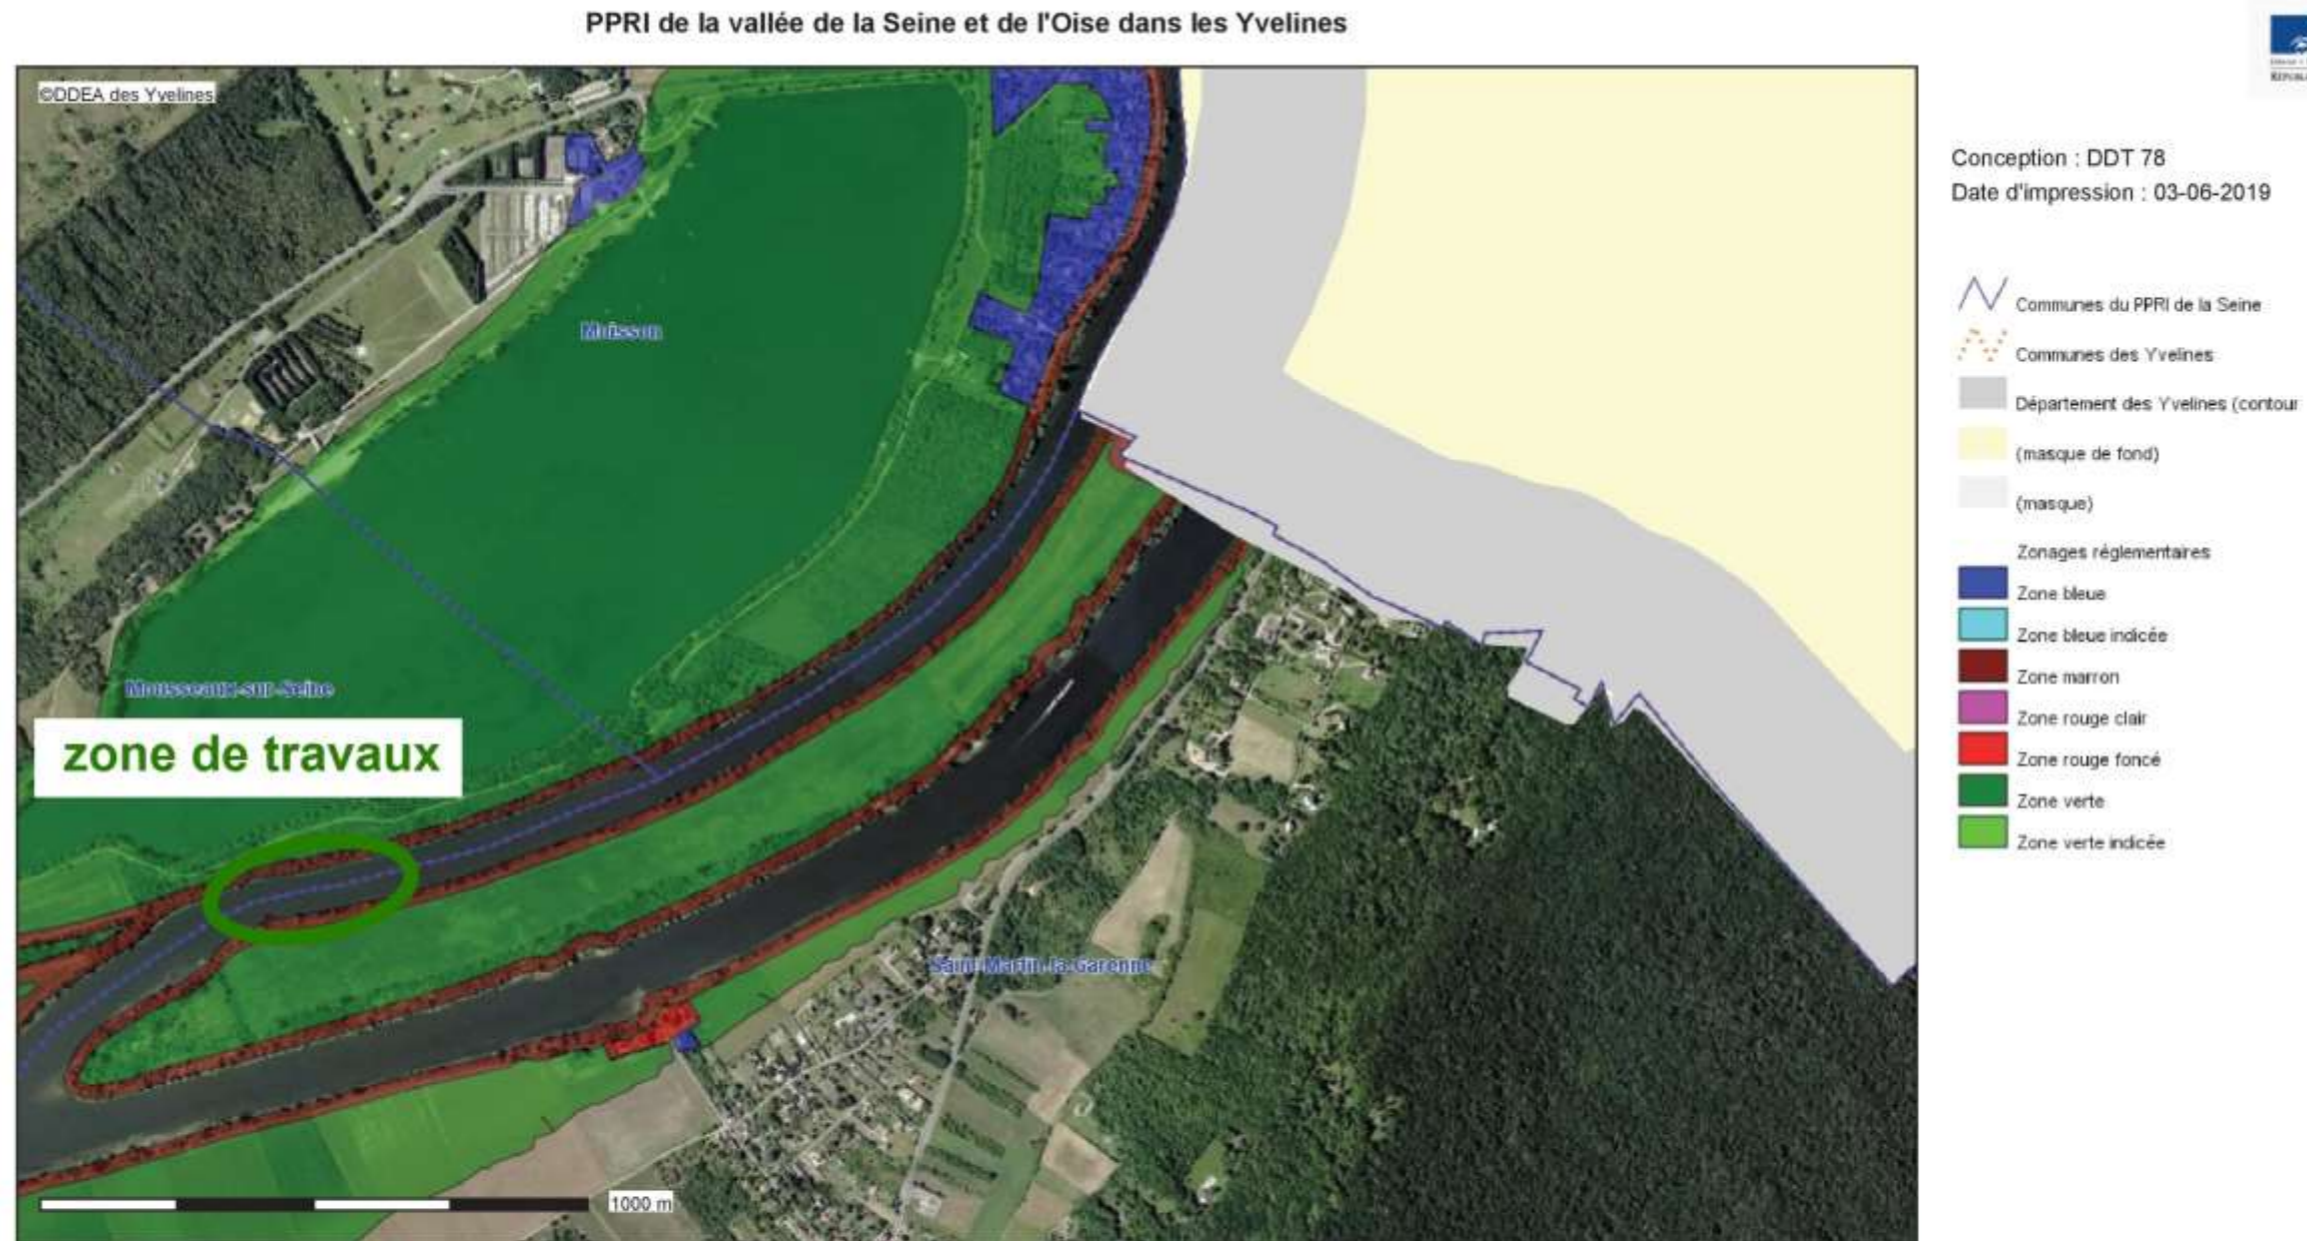 PPRI de la vallée de la Seine et de l'Oise dans les Yvelines
©DDEA des Yvelines
Conception : DDT 78
Date d'impression : 03-06-2019
Communes du PPRI de la Seine
Communes des Yvelines
Département des Yvelines (contour
(masque de fond)
(masque)
Zonages réglementaires
Zone bleue
Zone bleue indicée
Zone marron
Zone rouge clair
Zone rouge foncé
Zone verte
Zone verte indicée
Moisson
Mousseaux-sur-Seine
zone de travaux
Saint-Martin-la-Garenne
1000 m